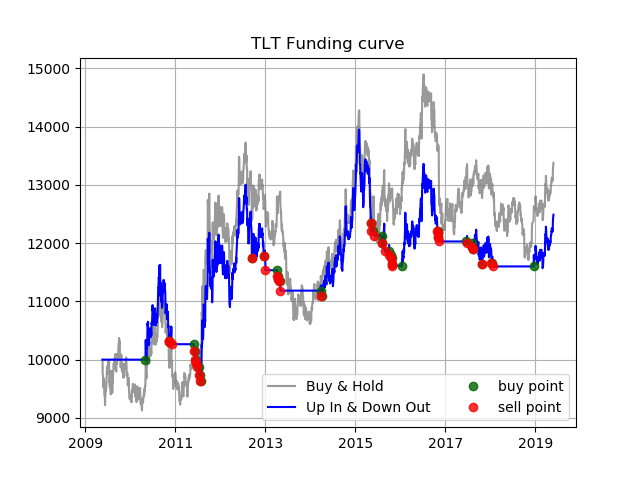 TLT Funding curve
15000
14000
13000
12000
11000
10000
9000
2009 2011 2013 2015 2017 2019
Buy & Hold
Up In & Down Out
buy point
sell point